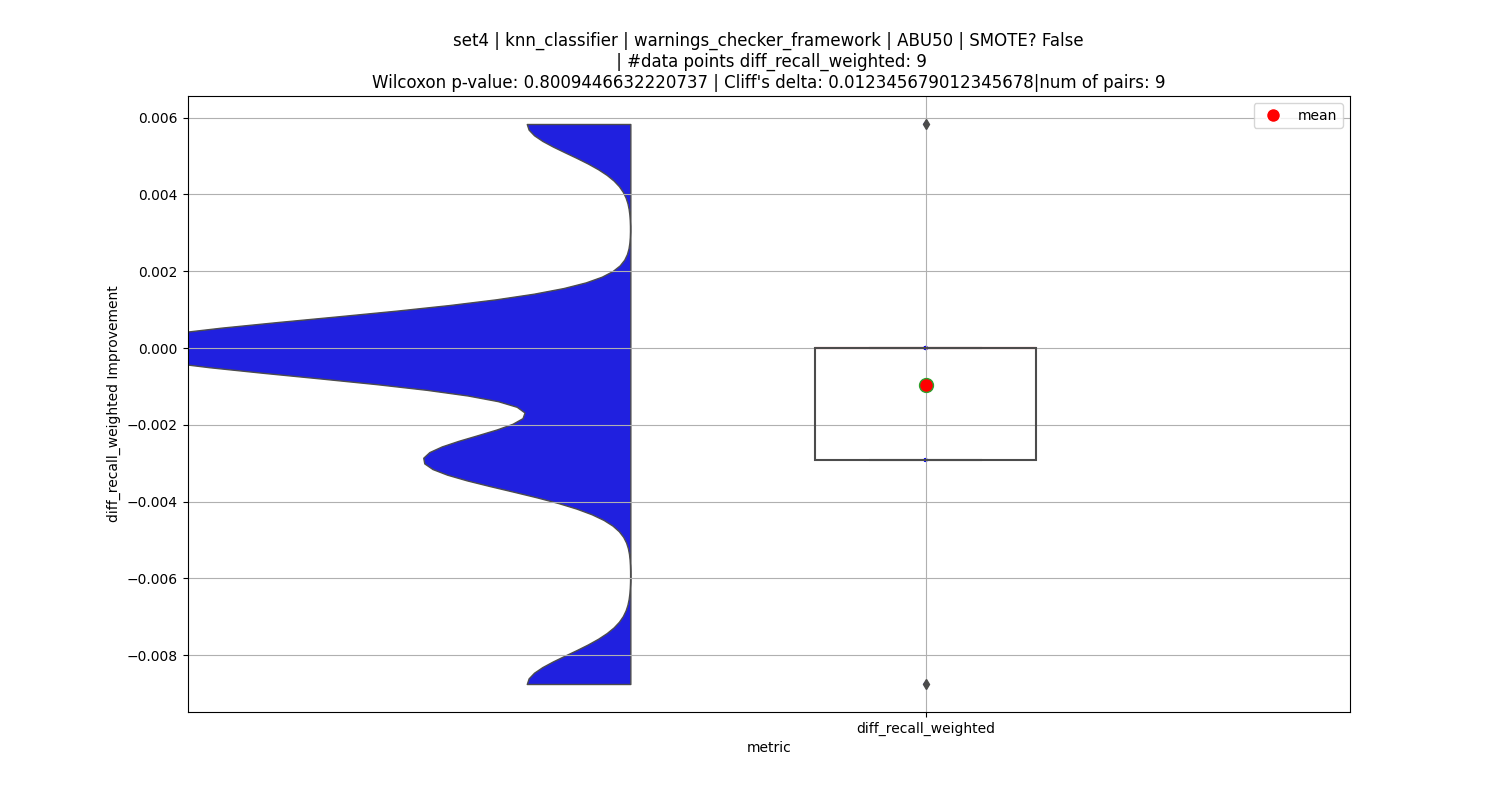 set4 | knn_classifier | warnings_checker_framework | ABU50 | SMOTE? False
| #data points diff_recall_weighted: 9
Wilcoxon p-value: 0.8009446632220737 | Cliff's delta: 0.012345679012345678|num of pairs: 9
mean
0.006
0.004
0.002
0.000
−0.002
−0.004
−0.006
−0.008
diff_recall_weighted Improvement
diff_recall_weighted
metric